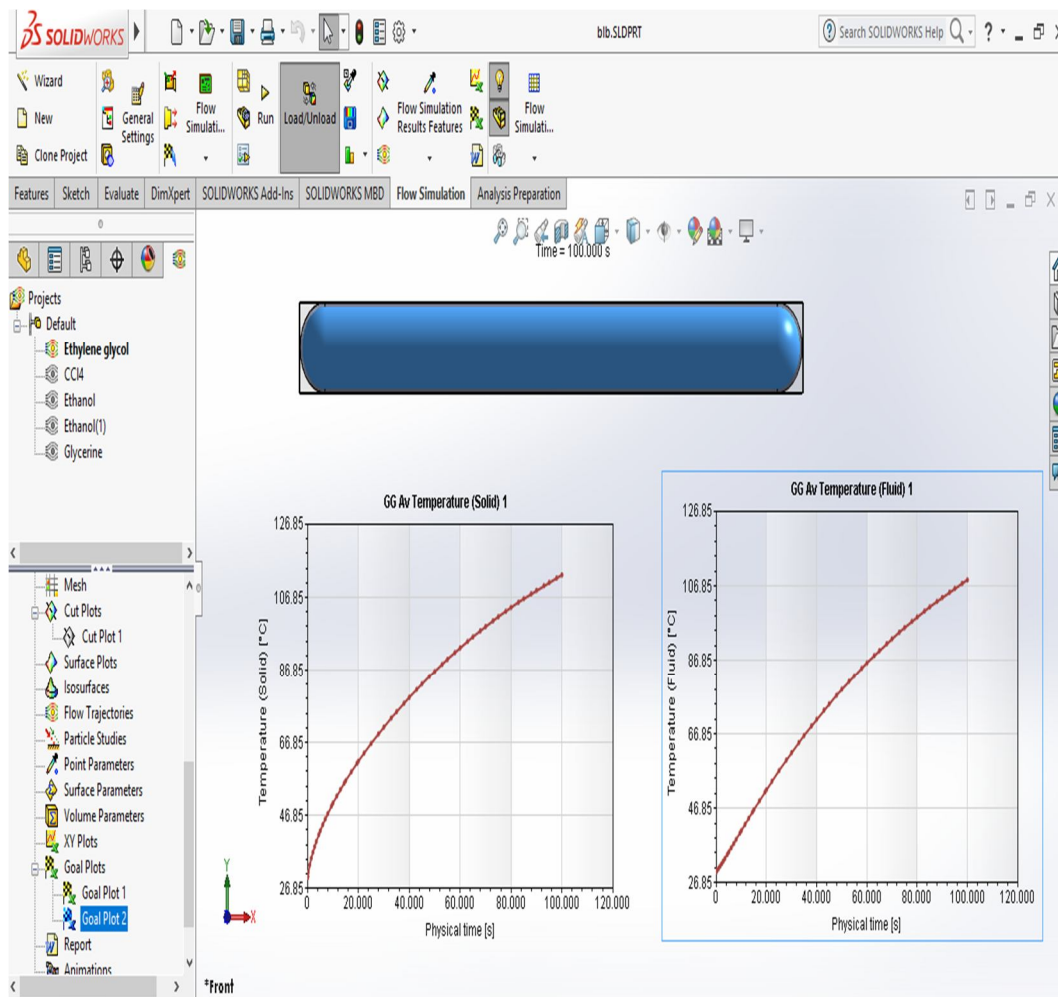 SOLIDWORKS
blb.SLDPRT
Search SOLIDWORKS Help
?
Wizard
New
Clone Project
General
Settings
Flow
Simulati...
Run
Load/Unload
Flow Simulation
Results Features
Flow
Simulati...
Features
Sketch
Evaluate
DimXpert
SOLIDWORKS Add-Ins
SOLIDWORKS MBD
Flow Simulation
Analysis Preparation
Time = 100.000 s
Projects
Default
Ethylene glycol
CCl4
Ethanol
Ethanol(1)
Glycerine
Mesh
Cut Plots
Cut Plot 1
Surface Plots
Isosurfaces
Flow Trajectories
Particle Studies
Point Parameters
Surface Parameters
Volume Parameters
XY Plots
Goal Plots
Goal Plot 1
Goal Plot 2
Report
Animations
GG Av Temperature (Solid) 1
126.85
106.85
86.85
66.85
46.85
26.85
Temperature (Solid) [°C]
0
20.000
40.000
60.000
80.000
100.000
120.000
Physical time [s]
GG Av Temperature (Fluid) 1
126.85
106.85
86.85
66.85
46.85
26.85
Temperature (Fluid) [°C]
0
20.000
40.000
60.000
80.000
100.000
120.000
Physical time [s]
Y
X
*Front